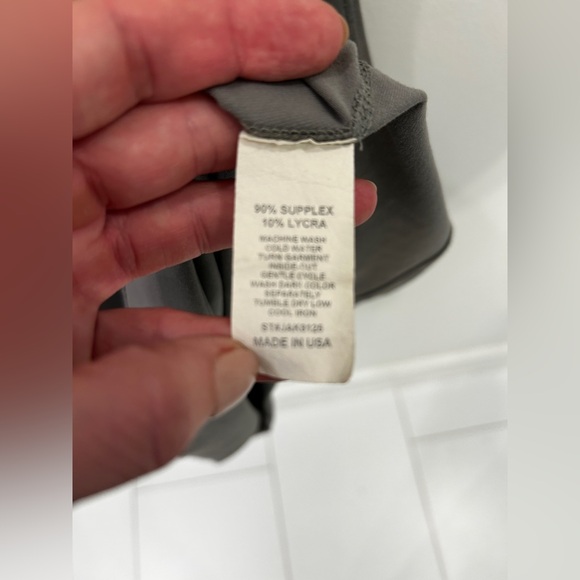 90% SUPPLEX
10% LYCRA
MACHINE WASH
COLD WATER
TURN GARMENT
INSIDE-OUT
GENTLE CYCLE
WASH DARK COLOR
SEPARATELY
TUMBLE DRY LOW
COOL IRON
MADE IN USA